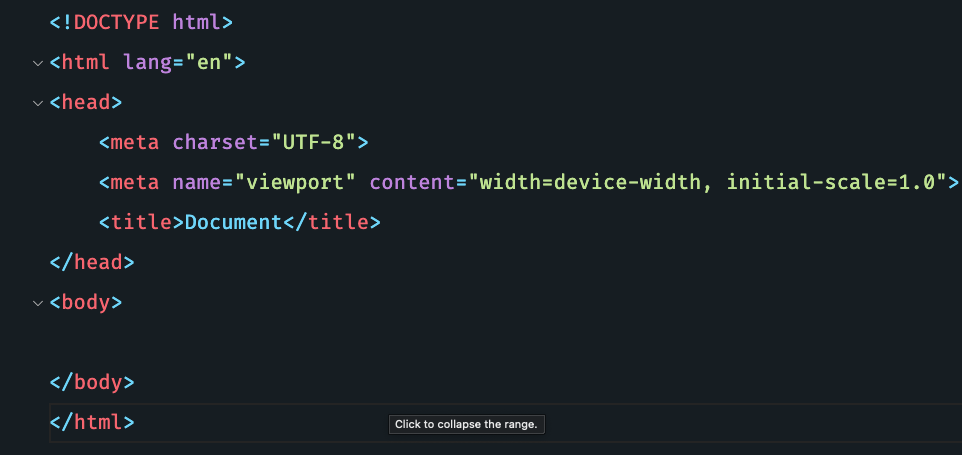 <!DOCTYPE html>
<html lang="en">
<head>
    <meta charset="UTF-8">
    <meta name="viewport" content="width=device-width, initial-scale=1.0">
    <title>Document</title>
</head>
<body>

</body>
</html>
Click to collapse the range.